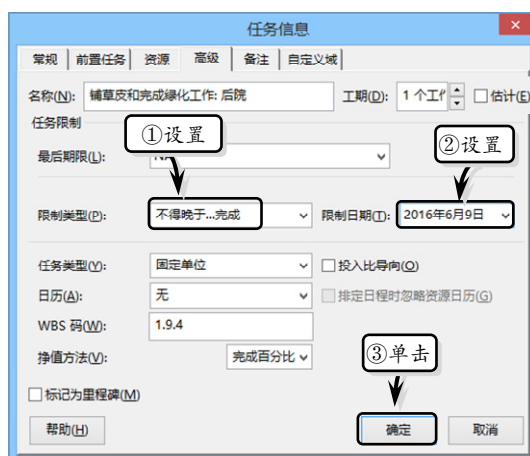 任务信息
常规 前置任务 资源 高级 备注 自定义域
名称(N): 铺草皮和完成绿化工作: 后院 工期(D): 1 个工作 估计(E)
任务限制
①设置
②设置
最后期限(L):
限制类型(P): 不得晚于...完成 限制日期(T): 2016年6月9日
任务类型(Y): 固定单位 投入比导向(O)
日历(A): 无 排定日程时忽略资源日历(G)
WBS 码(W): 1.9.4
挣值方法(V): 完成百分比
③单击
标记为里程碑(M)
帮助(H) 确定 取消